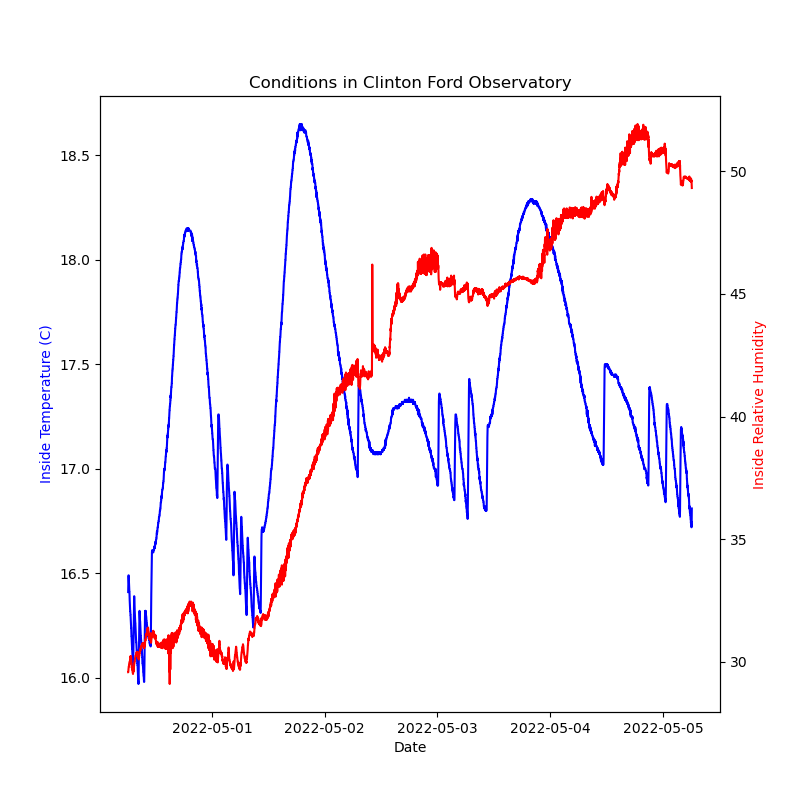 Conditions in Clinton Ford Observatory
Inside Temperature (C)
18.5
18.0
17.5
17.0
16.5
16.0
50
45
40
35
30
Inside Relative Humidity
2022-05-01 2022-05-02 2022-05-03 2022-05-04 2022-05-05
Date